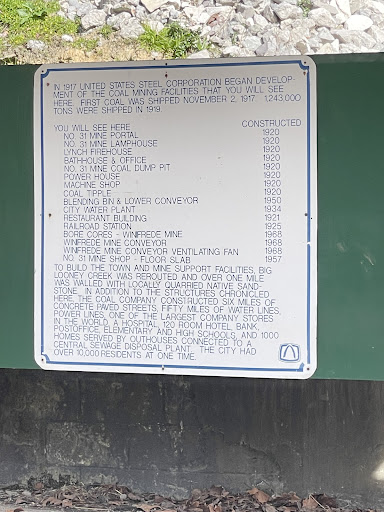 IN 1917 UNITED STATES STEEL CORPORATION BEGAN DEVELOP-
MENT OF THE COAL MINING FACILITIES THAT YOU WILL SEE
HERE. FIRST COAL WAS SHIPPED NOVEMBER 2, 1917. 1,243,000
TONS WERE SHIPPED IN 1919.
YOU WILL SEE HERE CONSTRUCTED
NO. 31 MINE PORTAL 1920
NO. 31 MINE LAMPHOUSE 1920
LYNCH FIREHOUSE 1920
BATHHOUSE & OFFICE 1920
NO. 31 MINE COAL DUMP PIT 1920
POWER HOUSE 1920
MACHINE SHOP 1920
COAL TIPPLE 1920
BLENDING BIN & LOWER CONVEYOR 1950
CITY WATER PLANT 1934
RESTAURANT BUILDING 1921
RAILROAD STATION 1925
BORE CORES - WINIFREDE MINE 1968
WINIFREDE MINE CONVEYOR 1968
WINIFREDE MINE CONVEYOR VENTILATING FAN 1968
NO. 31 MINE SHOP - FLOOR SLAB 1957
TO BUILD THE TOWN AND MINE SUPPORT FACILITIES, BIG
LOONEY CREEK WAS REROUTED AND OVER ONE MILE
WAS WALLED WITH LOCALLY QUARRIED NATIVE SAND-
STONE. IN ADDITION TO THE STRUCTURES CHRONICLED
HERE, THE COAL COMPANY CONSTRUCTED SIX MILES OF
CONCRETE PAVED STREETS, FIFTY MILES OF WATER LINES,
POWER LINES, ONE OF THE LARGEST COMPANY STORES
IN THE WORLD, A HOSPITAL, 120 ROOM HOTEL, BANK,
POSTOFFICE, ELEMENTARY AND HIGH SCHOOLS, AND 1000
HOMES SERVED BY OUTHOUSES CONNECTED TO A
CENTRAL SEWAGE DISPOSAL PLANT. THE CITY HAD
OVER 10,000 RESIDENTS AT ONE TIME.